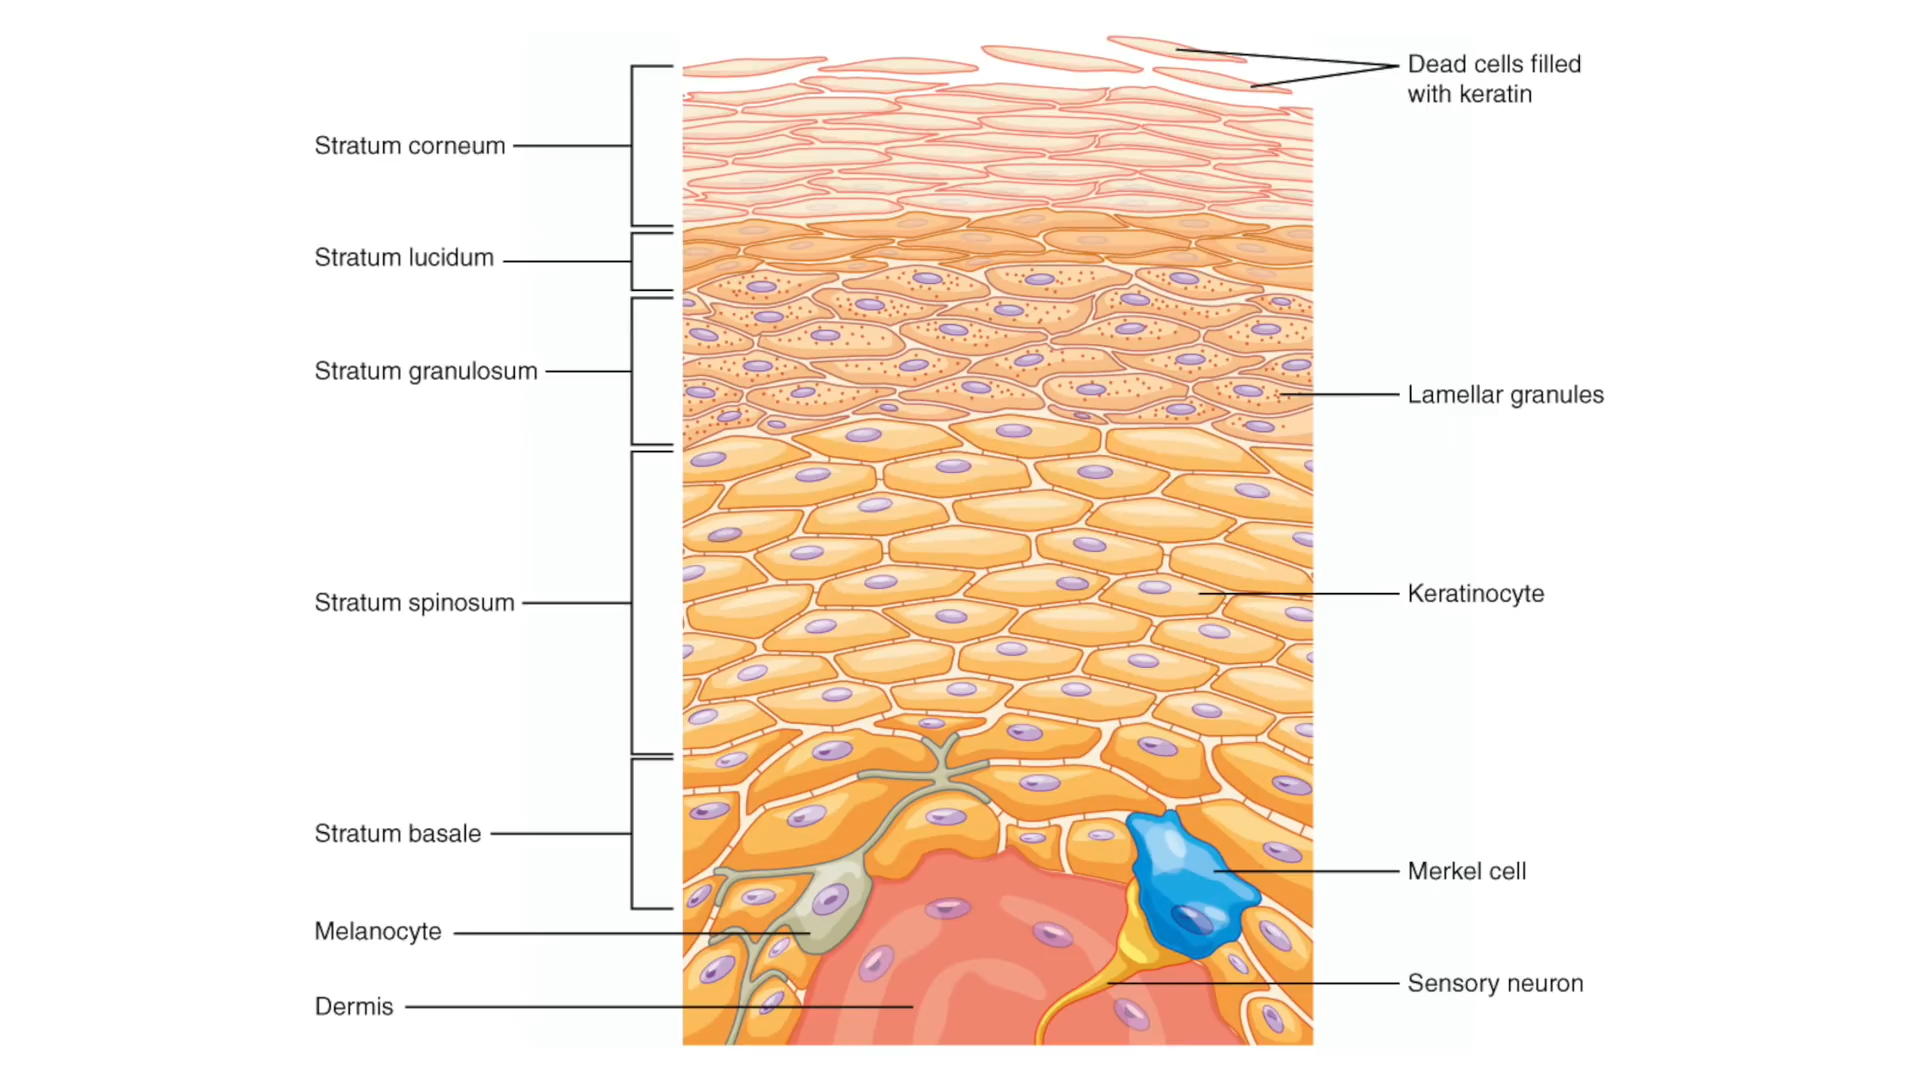 Dead cells filled
with keratin
Stratum corneum
Stratum lucidum
Stratum granulosum
Lamellar granules
Keratinocyte
Stratum spinosum
Stratum basale
Merkel cell
Melanocyte
Sensory neuron
Dermis